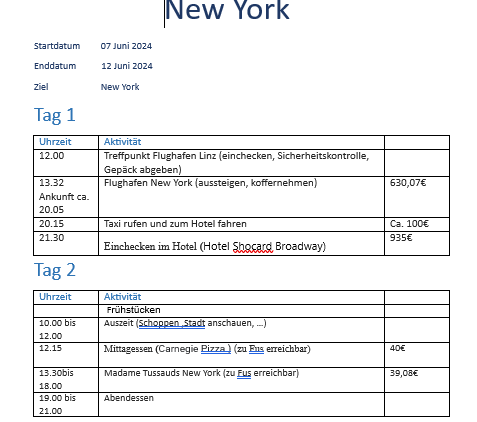 New York
Startdatum 07 Juni 2024
Enddatum 12 Juni 2024
Ziel New York
Tag 1
Uhrzeit Aktivität
12.00 Treffpunkt Flughafen Linz (einchecken, Sicherheitskontrolle,
Gepäck abgeben)
13.32 Flughafen New York (aussteigen, koffernehmen) 630,07€
Ankunft ca.
20.05
20.15 Taxi rufen und zum Hotel fahren Ca. 100€
21.30 Einchecken im Hotel (Hotel Shocard Broadway) 935€
Tag 2
Uhrzeit Aktivität
Frühstücken
10.00 bis Auszeit (Schoppen ,Stadt anschauen, ...)
12.00
12.15 Mittagessen (Carnegie Pizza ) (zu Fus erreichbar) 40€
13.30bis Madame Tussauds New York (zu Fus erreichbar) 39,08€
18.00
19.00 bis Abendessen
21.00